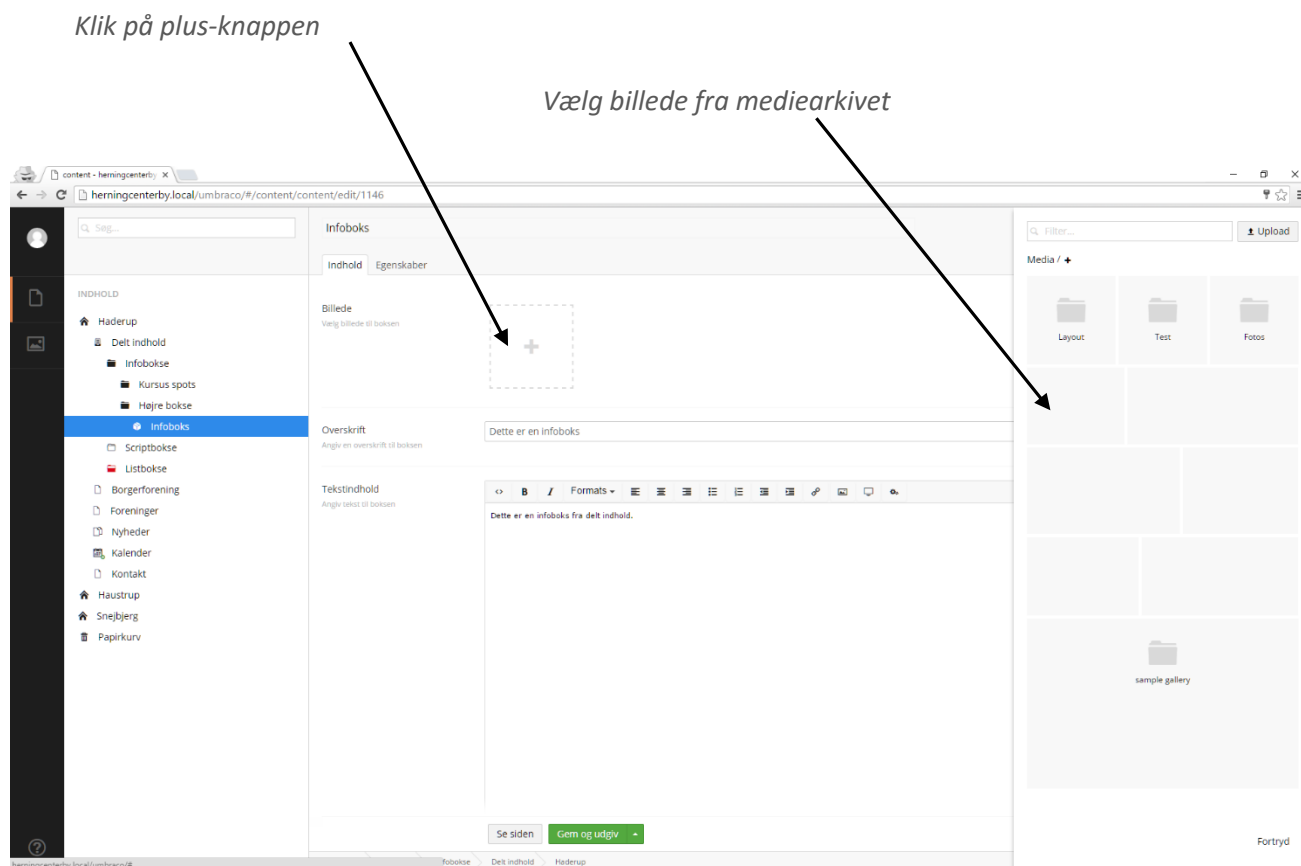 Klik på plus-knappen
Vælg billede fra mediearkivet
content - herningcenterby
herningcenterby.local/umbraco/#/content/content/edit/1146
Søg...
Infoboks
Indhold Egenskaber
Filter...
Upload
Media /
INDHOLD
Haderup
Delt indhold
Infobokse
Kursus spots
Højre bokse
Infoboks
Scriptbokse
Listbokse
Borgerforening
Foreninger
Nyheder
Kalender
Kontakt
Haustrup
Snejbjerg
Papirkurv
Billede
Vælg billede til boksen
Overskrift
Angiv en overskrift til boksen
Dette er en infoboks
Tekstindhold
Angiv tekst til boksen
B I Formats
Dette er en infoboks fra delt indhold.
Layout Test Fotos
sample gallery
Se siden Gem og udgiv
Fortryd
herningcenterby.local/umbraco/#
fobokse Delt indhold Haderup